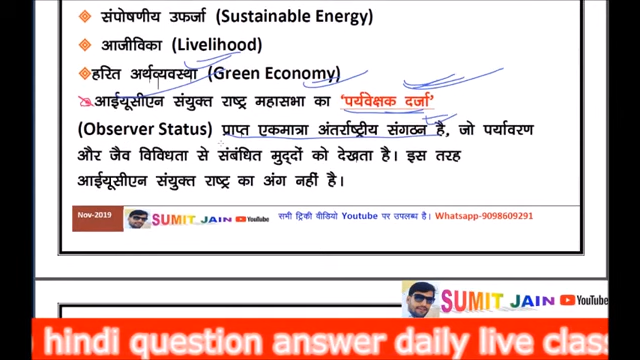 संपोषणीय उफर्जा (Sustainable Energy)
आजीविका (Livelihood)
हरित अर्थव्यवस्था (Green Economy)
आईयूसीएन संयुक्त राष्ट्र महासभा का 'पर्यवेक्षक दर्जा'
(Observer Status) प्राप्त एकमात्रा अंतर्राष्ट्रीय संगठन है, जो पर्यावरण
और जैव विविधता से संबंधित मुद्दों को देखता है। इस तरह
आईयूसीएन संयुक्त राष्ट्र का अंग नहीं है।
Nov-2019 SUMIT JAIN YouTube सभी ट्रिकी वीडियो Youtube पर उपलब्ध है। Whatsapp-9098609291
SUMIT JAIN YouTube
hindi question answer daily live class